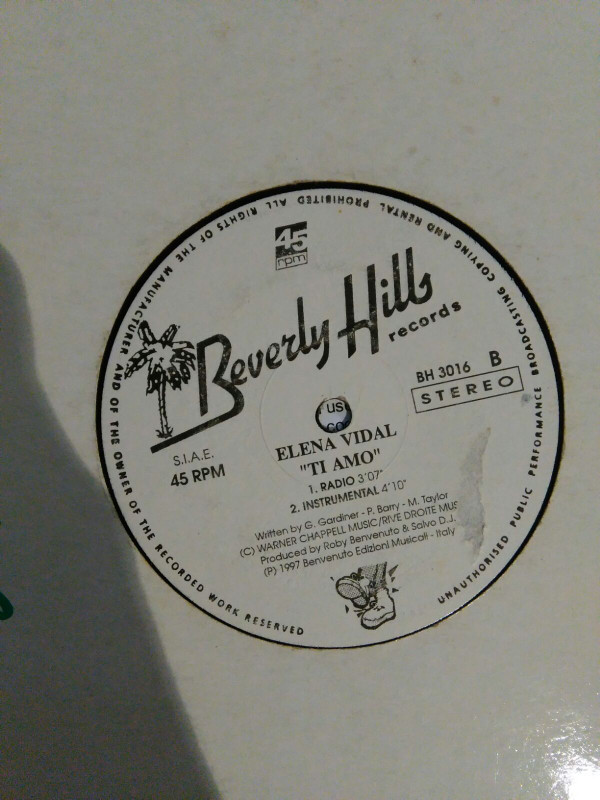 45
rpm
Beverly Hills
records
BH 3016 B
STEREO
S.I.A.E.
45 RPM
us
ELENA VIDAL
"TI AMO"
1. RADIO 3'07"
2. INSTRUMENTAL 4'10"
Written by G. Gardiner - P. Barry - M. Taylor
(C) WARNER CHAPPELL MUSIC/RIVE DROITE MUS
Produced by Roby Benvenuto & Salvo D.J.
(P) 1997 Benvenuto Edizioni Musicali - Italy
ALL RIGHTS OF THE MANUFACTURER AND OF THE OWNER OF THE RECORDED WORK RESERVED
UNAUTHORISED PUBLIC PERFORMANCE BROADCASTING COPYING AND RENTAL PROHIBITED